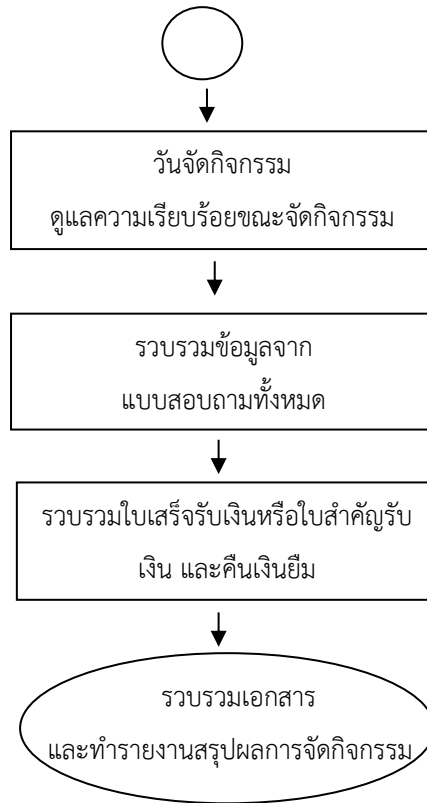 วันจัดกิจกรรม
ดูแลความเรียบร้อยขณะจัดกิจกรรม
รวบรวมข้อมูลจาก
แบบสอบถามทั้งหมด
รวบรวมใบเสร็จรับเงินหรือใบสำคัญรับ
เงิน และคืนเงินยืม
รวบรวมเอกสาร
และทำรายงานสรุปผลการจัดกิจกรรม